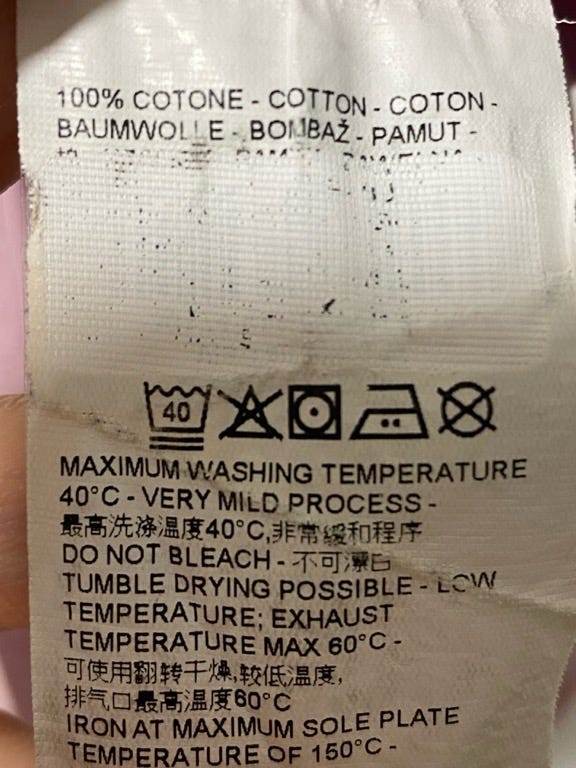 100% COTONE - COTTON - COTON -
BAUMWOLLE - BOMBAŽ - PAMUT -
40
MAXIMUM WASHING TEMPERATURE
40°C - VERY MILD PROCESS -
最高洗涤温度40°C,非常缓和程序
DO NOT BLEACH - 不可漂白
TUMBLE DRYING POSSIBLE - LOW
TEMPERATURE; EXHAUST
TEMPERATURE MAX 60°C -
可使用翻转干燥,较低温度,
排气口最高温度60°C
IRON AT MAXIMUM SOLE PLATE
TEMPERATURE OF 150°C -